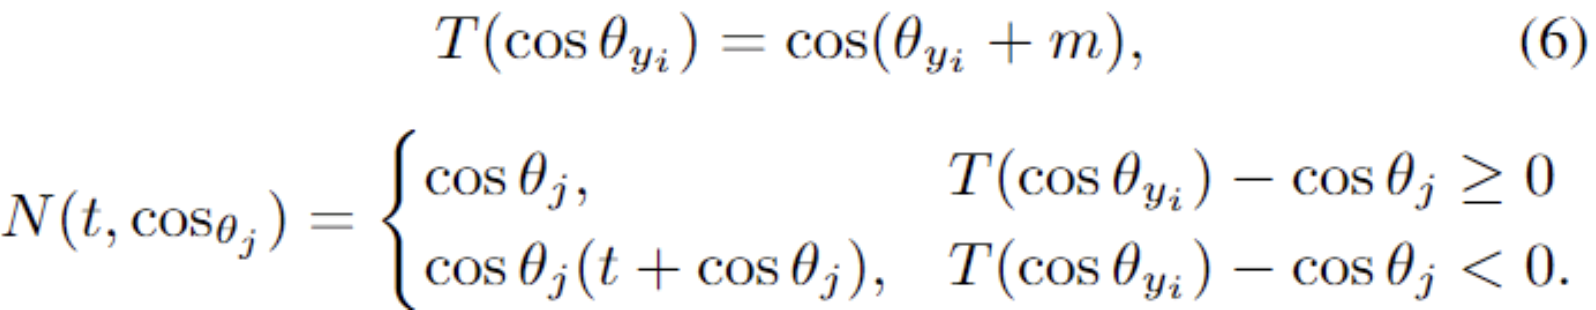 T(cos θ_{y_i}) = cos(θ_{y_i} + m), (6)
N(t, cos_{θ_j}) = { cos θ_j, T(cos θ_{y_i}) − cos θ_j ≥ 0
cos θ_j(t + cos θ_j), T(cos θ_{y_i}) − cos θ_j < 0.